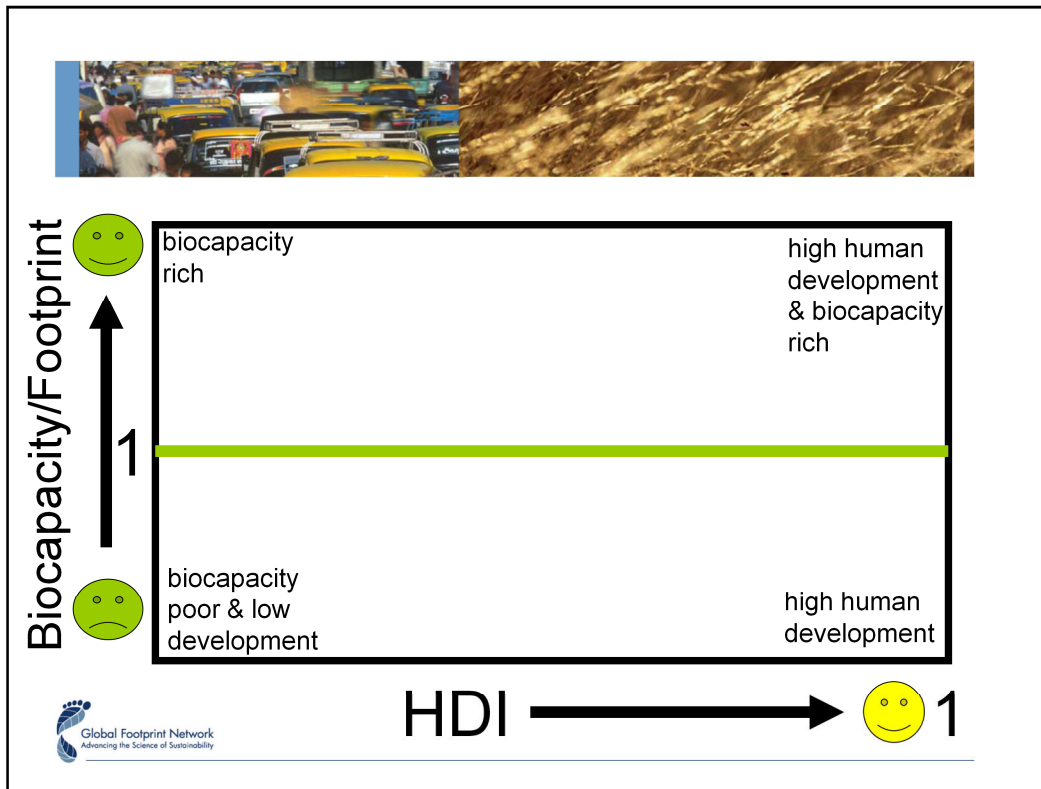 biocapacity
rich
high human
development
& biocapacity
rich
Biocapacity/Footprint
1
biocapacity
poor & low
development
high human
development
HDI
1
Global Footprint Network
Advancing the Science of Sustainability